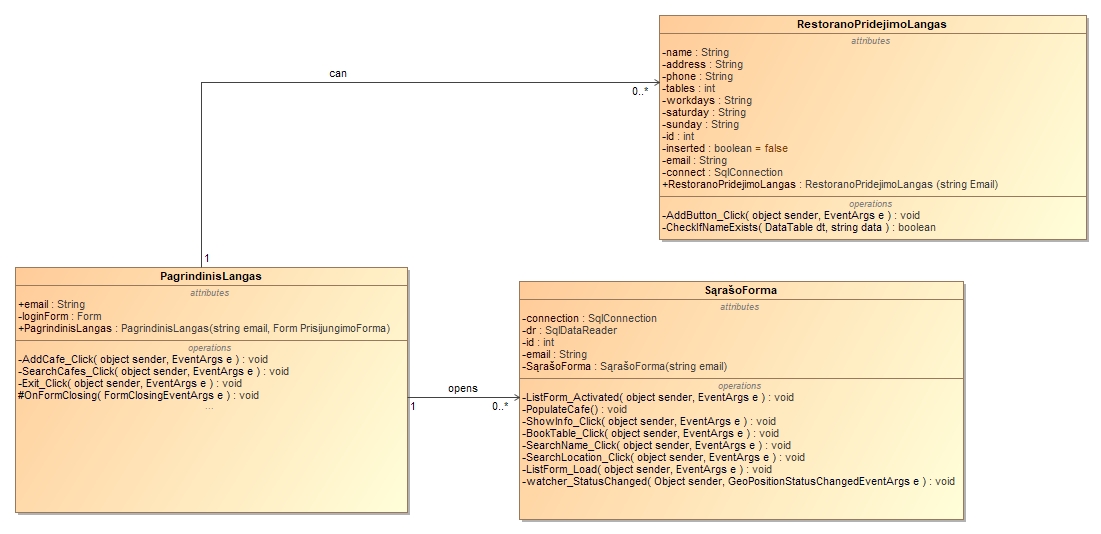 RestoranoPridejimoLangas
attributes
-name : String
-address : String
-phone : String
-tables : int
-workdays : String
-saturday : String
-sunday : String
-id : int
-inserted : boolean = false
-email : String
-connect : SqlConnection
+RestoranoPridejimoLangas : RestoranoPridejimoLangas (string Email)
operations
-AddButton_Click( object sender, EventArgs e ) : void
-CheckIfNameExists( DataTable dt, string data ) : boolean
can
0..*
1
PagrindinisLangas
attributes
+email : String
-loginForm : Form
+PagrindinisLangas : PagrindinisLangas(string email, Form PrisijungimoForma)
operations
-AddCafe_Click( object sender, EventArgs e ) : void
-SearchCafes_Click( object sender, EventArgs e ) : void
-Exit_Click( object sender, EventArgs e ) : void
#OnFormClosing( FormClosingEventArgs e ) : void
...
opens
1
0..*
SąrašoForma
attributes
-connection : SqlConnection
-dr : SqlDataReader
-id : int
-email : String
-SąrašoForma : SąrašoForma(string email)
operations
-ListForm_Activated( object sender, EventArgs e ) : void
-PopulateCafe() : void
-ShowInfo_Click( object sender, EventArgs e ) : void
-BookTable_Click( object sender, EventArgs e ) : void
-SearchName_Click( object sender, EventArgs e ) : void
-SearchLocation_Click( object sender, EventArgs e ) : void
-ListForm_Load( object sender, EventArgs e ) : void
-watcher_StatusChanged( Object sender, GeoPositionStatusChangedEventArgs e ) : void